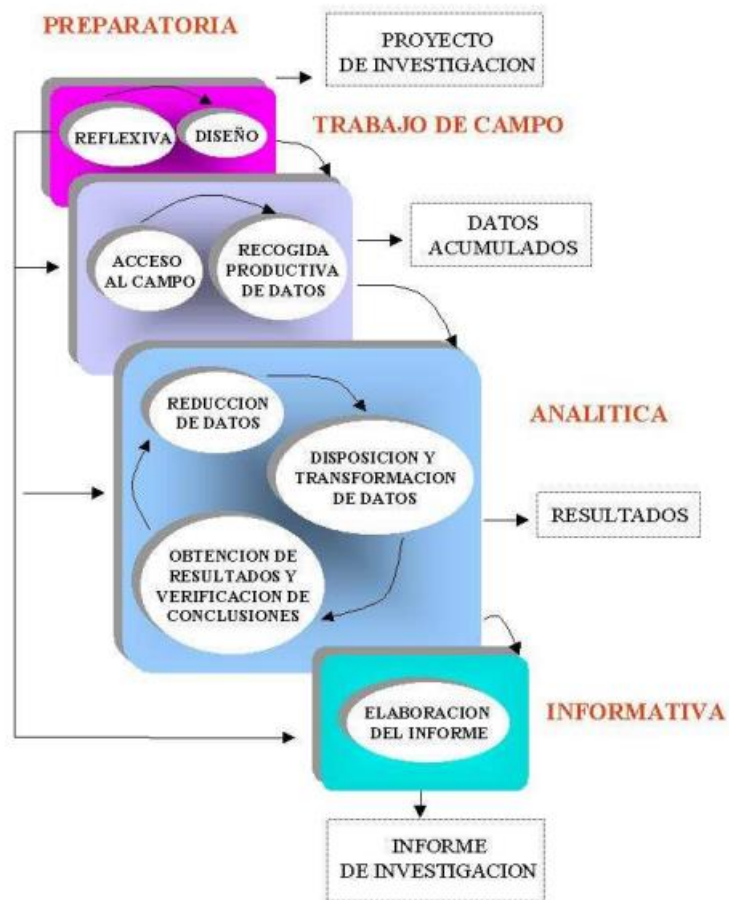 PREPARATORIA
PROYECTO
DE INVESTIGACION
REFLEXIVA
DISEÑO
TRABAJO DE CAMPO
ACCESO
AL CAMPO
RECOGIDA
PRODUCTIVA
DE DATOS
DATOS
ACUMULADOS
REDUCCION
DE DATOS
ANALITICA
DISPOSICION Y
TRANSFORMACION
DE DATOS
RESULTADOS
OBTENCION DE
RESULTADOS Y
VERIFICACION DE
CONCLUSIONES
ELABORACION
DEL INFORME
INFORMATIVA
INFORME
DE INVESTIGACION